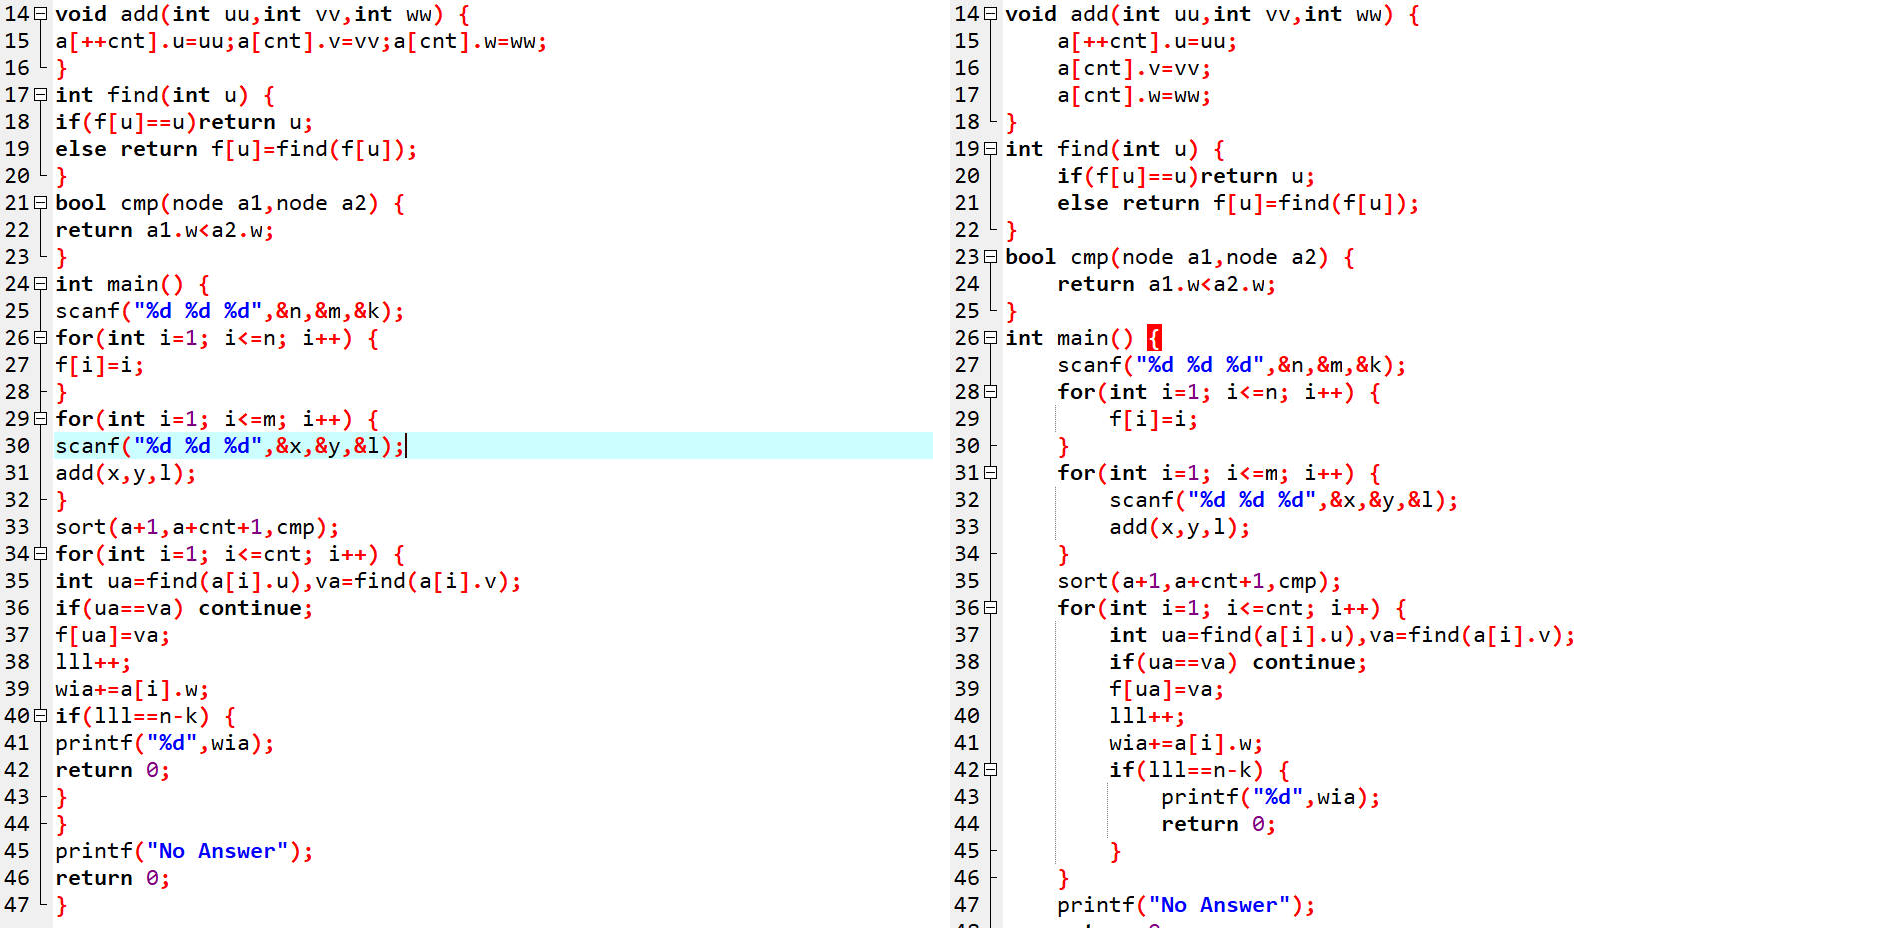 14 void add(int uu,int vv,int ww) {
15 a[++cnt].u=uu;a[cnt].v=vv;a[cnt].w=ww;
16 }
17 int find(int u) {
18 if(f[u]==u)return u;
19 else return f[u]=find(f[u]);
20 }
21 bool cmp(node a1,node a2) {
22 return a1.w<a2.w;
23 }
24 int main() {
25 scanf("%d %d %d",&n,&m,&k);
26 for(int i=1; i<=n; i++) {
27 f[i]=i;
28 }
29 for(int i=1; i<=m; i++) {
30 scanf("%d %d %d",&x,&y,&l);
31 add(x,y,l);
32 }
33 sort(a+1,a+cnt+1,cmp);
34 for(int i=1; i<=cnt; i++) {
35 int ua=find(a[i].u),va=find(a[i].v);
36 if(ua==va) continue;
37 f[ua]=va;
38 lll++;
39 wia+=a[i].w;
40 if(lll==n-k) {
41 printf("%d",wia);
42 return 0;
43 }
44 }
45 printf("No Answer");
46 return 0;
47 }
14 void add(int uu,int vv,int ww) {
15     a[++cnt].u=uu;
16     a[cnt].v=vv;
17     a[cnt].w=ww;
18 }
19 int find(int u) {
20     if(f[u]==u)return u;
21     else return f[u]=find(f[u]);
22 }
23 bool cmp(node a1,node a2) {
24     return a1.w<a2.w;
25 }
26 int main() {
27     scanf("%d %d %d",&n,&m,&k);
28     for(int i=1; i<=n; i++) {
29         f[i]=i;
30     }
31     for(int i=1; i<=m; i++) {
32         scanf("%d %d %d",&x,&y,&l);
33         add(x,y,l);
34     }
35     sort(a+1,a+cnt+1,cmp);
36     for(int i=1; i<=cnt; i++) {
37         int ua=find(a[i].u),va=find(a[i].v);
38         if(ua==va) continue;
39         f[ua]=va;
40         lll++;
41         wia+=a[i].w;
42         if(lll==n-k) {
43             printf("%d",wia);
44             return 0;
45         }
46     }
47     printf("No Answer");